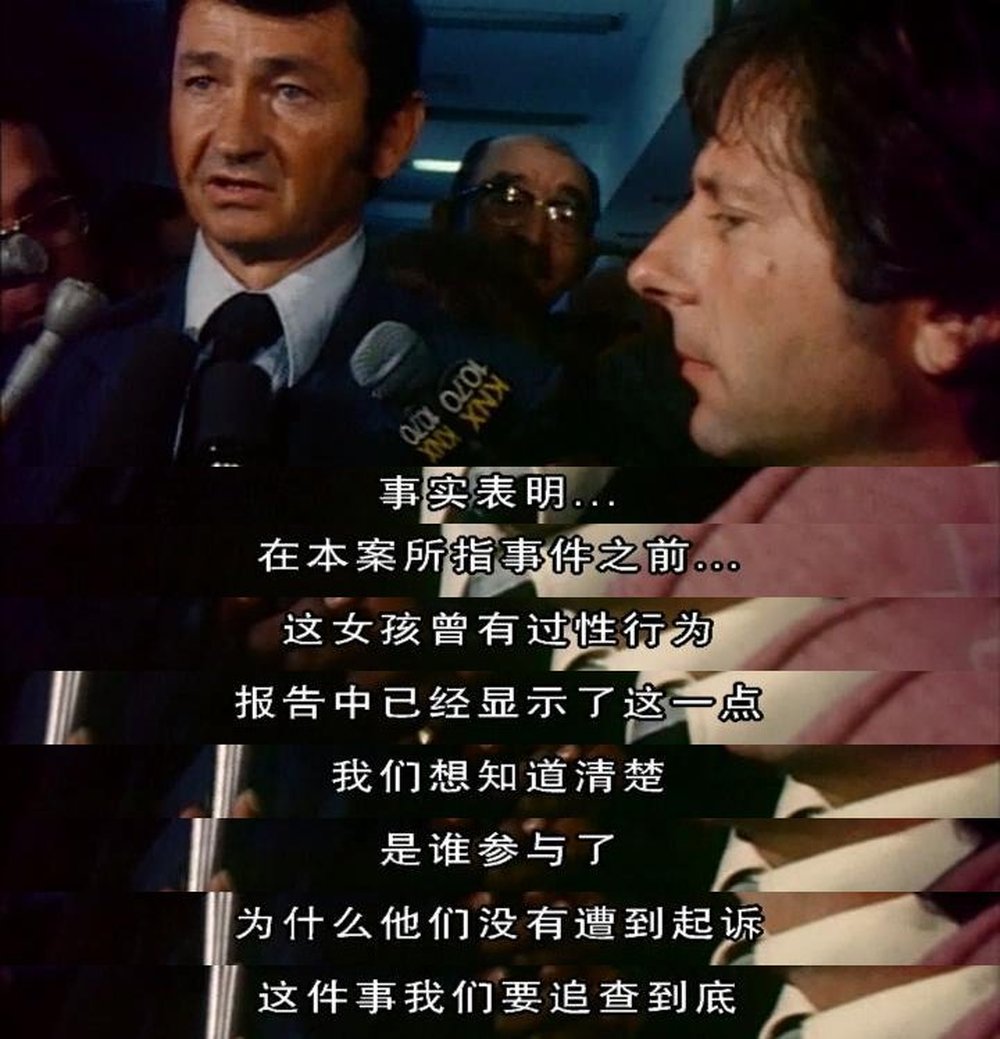 1070 KNX
1070 KNX
事实表明...
在本案所指事件之前...
这女孩曾有过性行为
报告中已经显示了这一点
我们想知道清楚
是谁参与了
为什么他们没有遭到起诉
这件事我们要追查到底